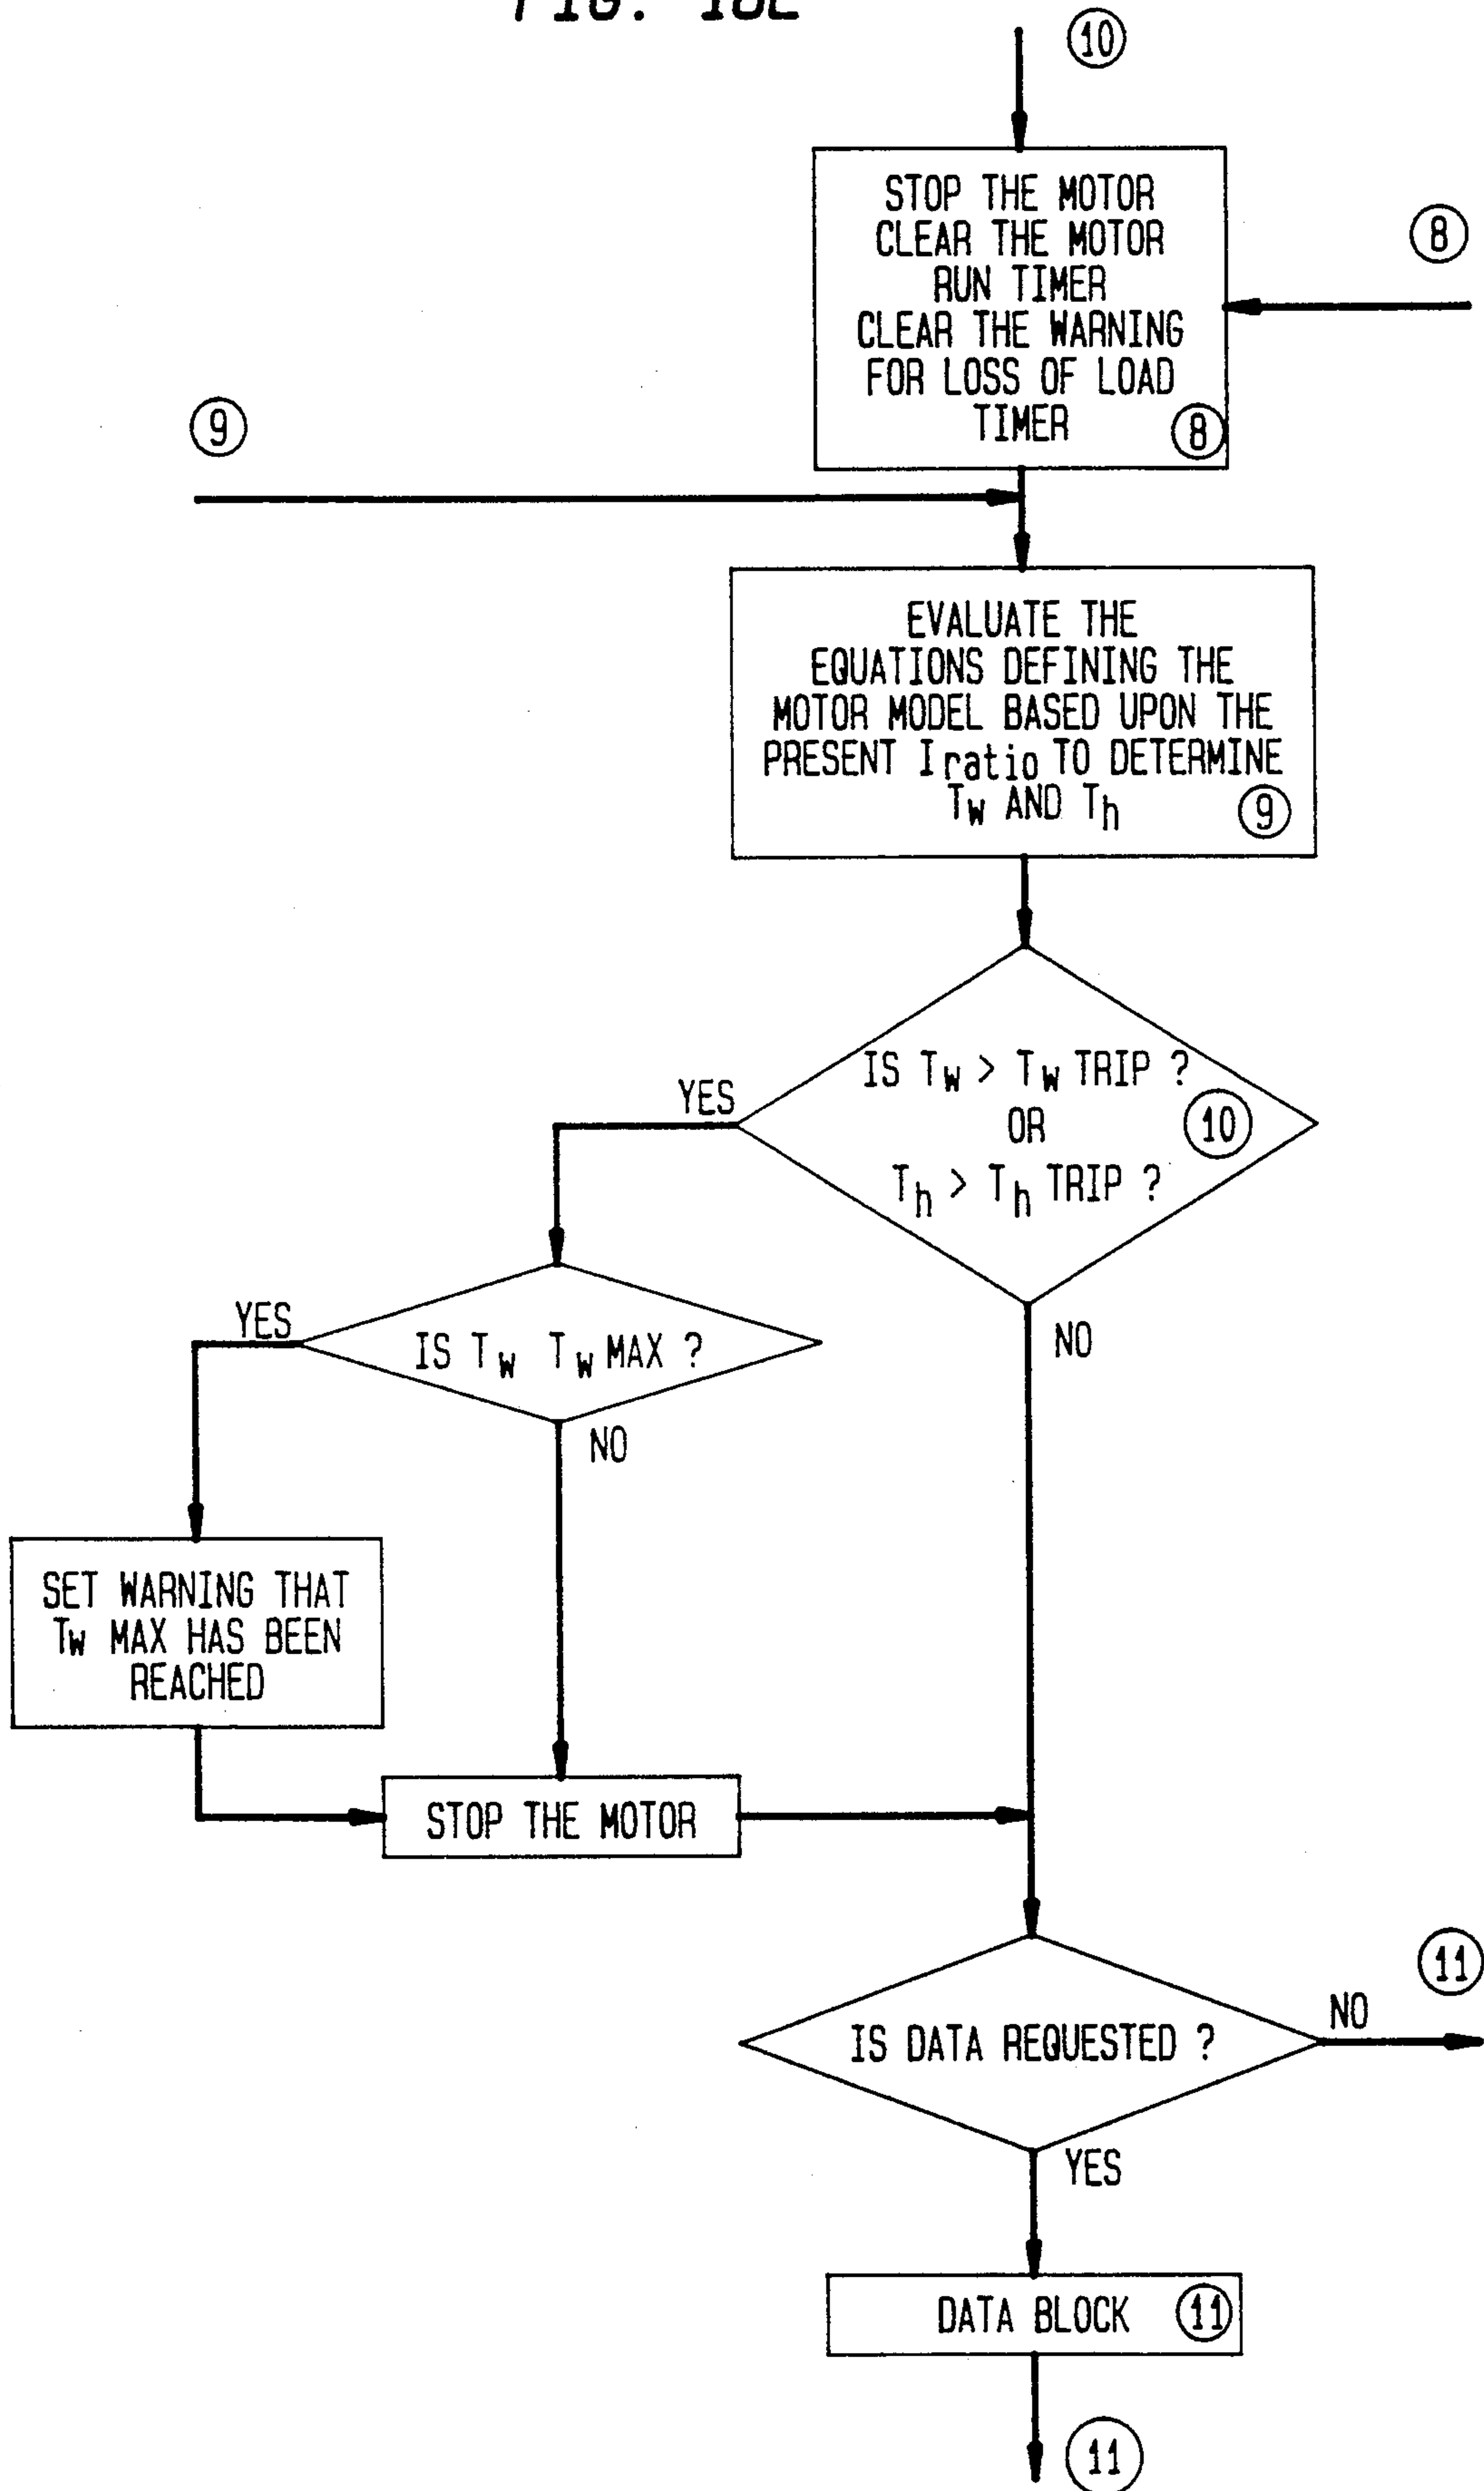 FIG. 18E
10
STOP THE MOTOR
CLEAR THE MOTOR
RUN TIMER
CLEAR THE WARNING
FOR LOSS OF LOAD
TIMER
8
8
9
EVALUATE THE
EQUATIONS DEFINING THE
MOTOR MODEL BASED UPON THE
PRESENT Iratio TO DETERMINE
Tw AND Th
9
IS Tw > Tw TRIP ?
OR
Th > Th TRIP ?
10
YES
NO
IS Tw Tw MAX ?
YES
NO
SET WARNING THAT
Tw MAX HAS BEEN
REACHED
STOP THE MOTOR
IS DATA REQUESTED ?
NO
11
YES
DATA BLOCK
11
11